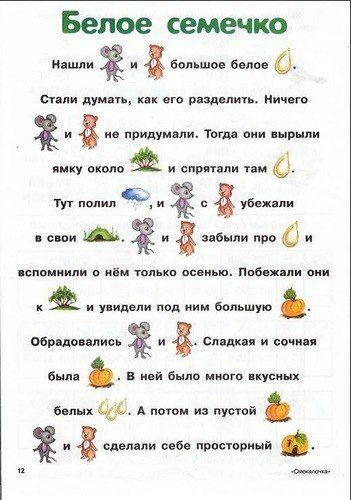 Белое семечко
Нашли и большое белое .
Стали думать, как его разделить. Ничего
и не придумали. Тогда они вырыли
ямку около и спрятали там .
Тут полил , и с убежали
в свои . и забыли про и
вспомнили о нём только осенью. Побежали они
к и увидели под ним большую .
Обрадовались и . Сладкая и сочная
была . В ней было много вкусных
белых . А потом из пустой
и сделали себе просторный .
12
«Смекалочка»